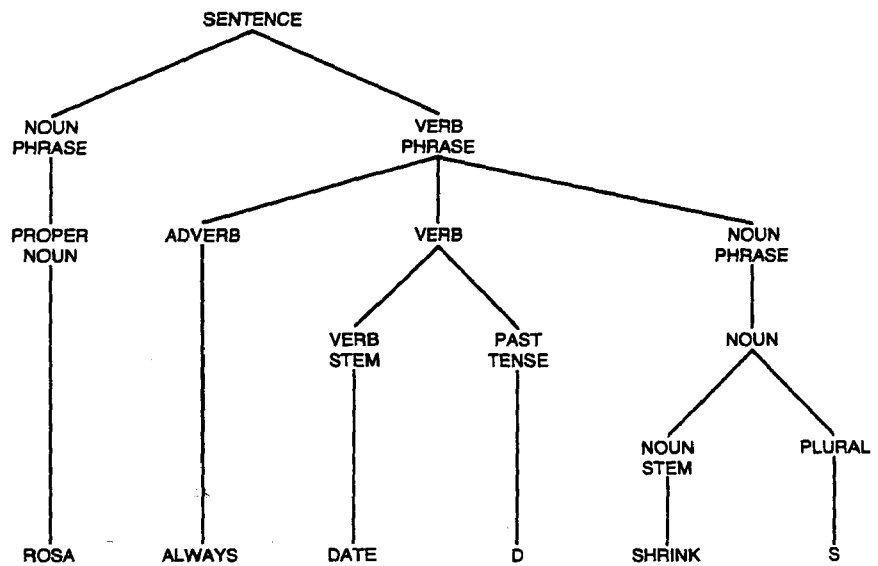 SENTENCE
NOUN
PHRASE
VERB
PHRASE
PROPER
NOUN
ADVERB
VERB
NOUN
PHRASE
VERB
STEM
PAST
TENSE
NOUN
NOUN
STEM
PLURAL
ROSA
ALWAYS
DATE
D
SHRINK
S